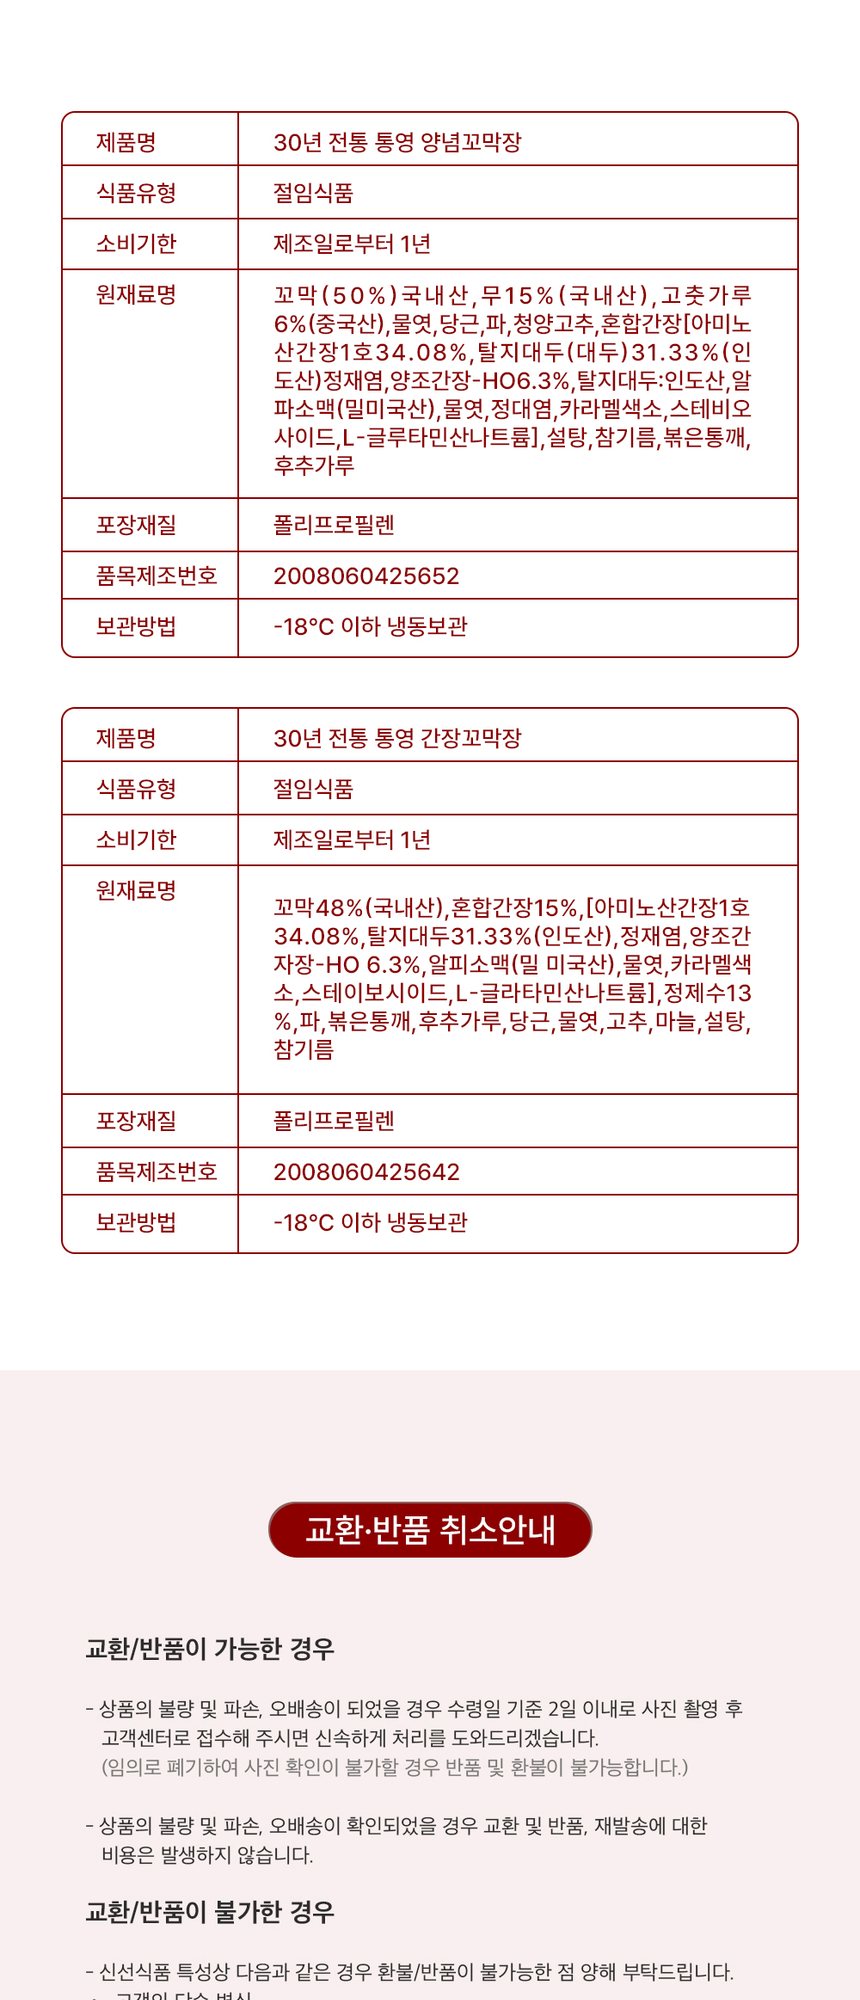 제품명 30년 전통 통영 양념꼬막장
식품유형 절임식품
소비기한 제조일로부터 1년
원재료명 꼬막(50%)국내산,무15%(국내산),고춧가루
6%(중국산),물엿,당근,파,청양고추,혼합간장[아미노
산간장1호34.08%,탈지대두(대두)31.33%(인
도산)정재염,양조간장-HO6.3%,탈지대두:인도산,알
파소맥(밀미국산),물엿,정대염,카라멜색소,스테비오
사이드,L-글루타민산나트륨],설탕,참기름,볶은통깨,
후추가루
포장재질 폴리프로필렌
품목제조번호 2008060425652
보관방법 -18°C 이하 냉동보관
제품명 30년 전통 통영 간장꼬막장
식품유형 절임식품
소비기한 제조일로부터 1년
원재료명
꼬막48%(국내산),혼합간장15%,[아미노산간장1호
34.08%,탈지대두31.33%(인도산),정재염,양조간
자장-HO 6.3%,알피소맥(밀 미국산),물엿,카라멜색
소,스테이보시이드,L-글라타민산나트륨],정제수13
%,파,볶은통깨,후추가루,당근,물엿,고추,마늘,설탕,
참기름
포장재질 폴리프로필렌
품목제조번호 2008060425642
보관방법 -18°C 이하 냉동보관
교환·반품 취소안내
교환/반품이 가능한 경우
- 상품의 불량 및 파손, 오배송이 되었을 경우 수령일 기준 2일 이내로 사진 촬영 후
고객센터로 접수해 주시면 신속하게 처리를 도와드리겠습니다.
(임의로 폐기하여 사진 확인이 불가할 경우 반품 및 환불이 불가능합니다.)
- 상품의 불량 및 파손, 오배송이 확인되었을 경우 교환 및 반품, 재발송에 대한
비용은 발생하지 않습니다.
교환/반품이 불가한 경우
- 신선식품 특성상 다음과 같은 경우 환불/반품이 불가능한 점 양해 부탁드립니다.